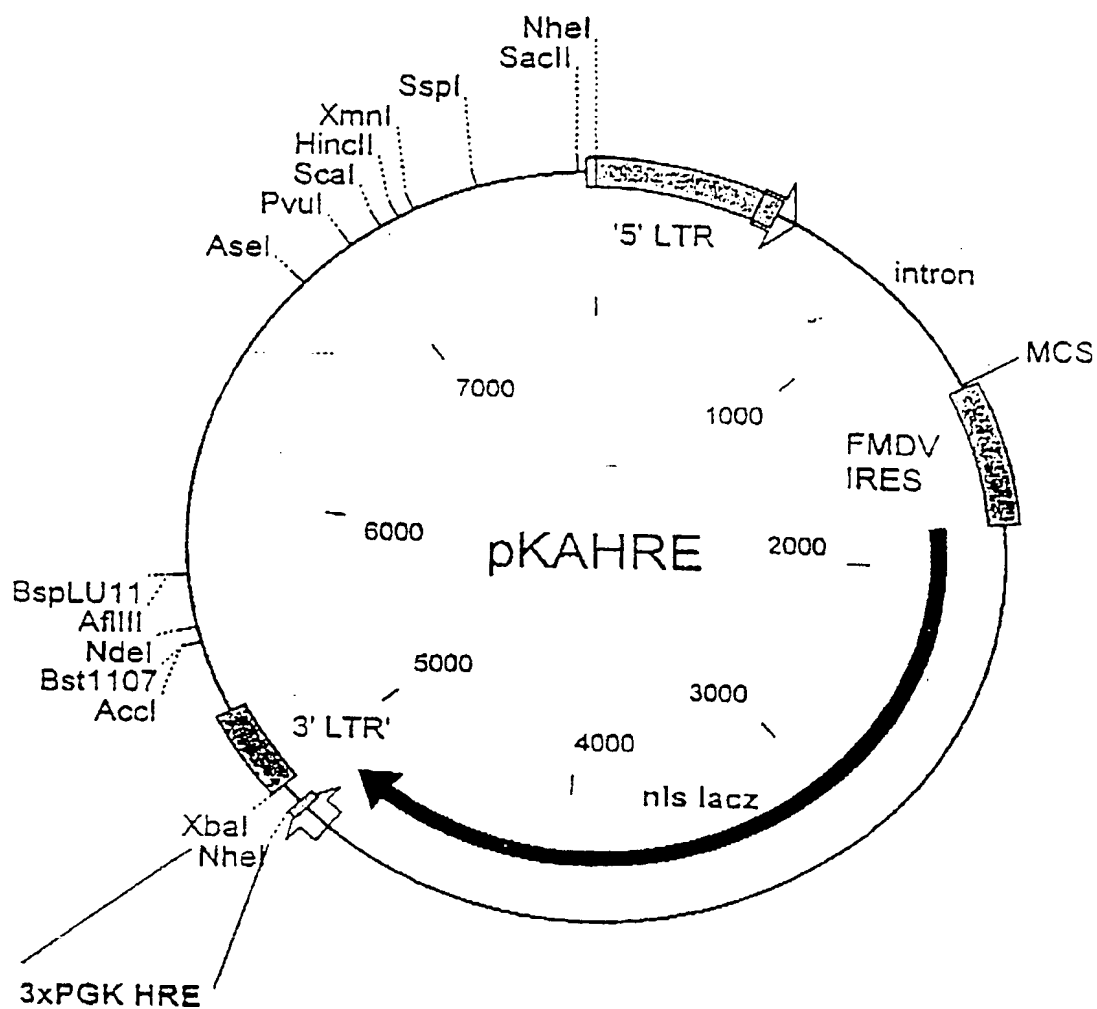 NheI
SacII
SspI
XmnI
HincII
ScaI
PvuI
AseI
'5' LTR
intron
MCS
7000
1000
FMDV
IRES
6000
pKAHRE
2000
BspLU11
AflIII
NdeI
Bst1107
AccI
5000
3000
3' LTR'
4000
nls lacz
XbaI
NheI
3xPGK HRE